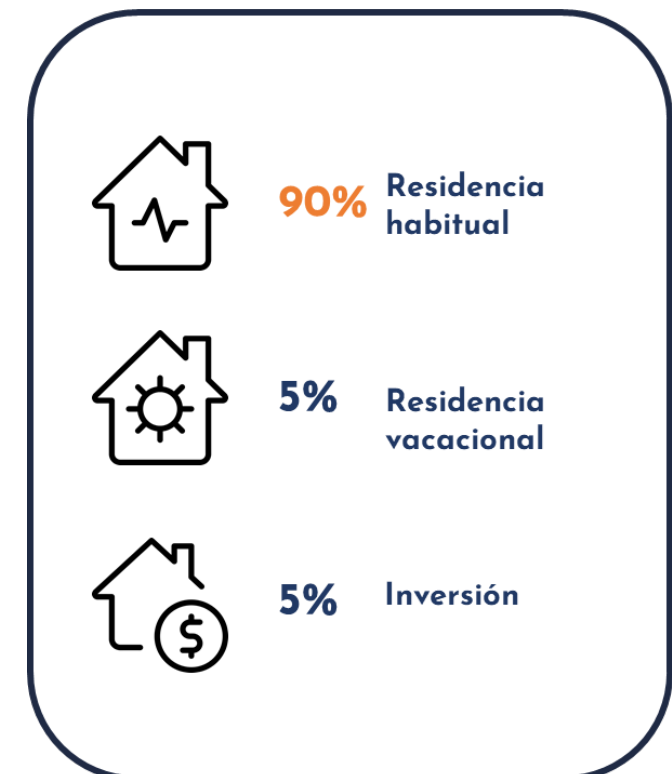 90% Residencia
habitual
5% Residencia
vacacional
5% Inversión
$